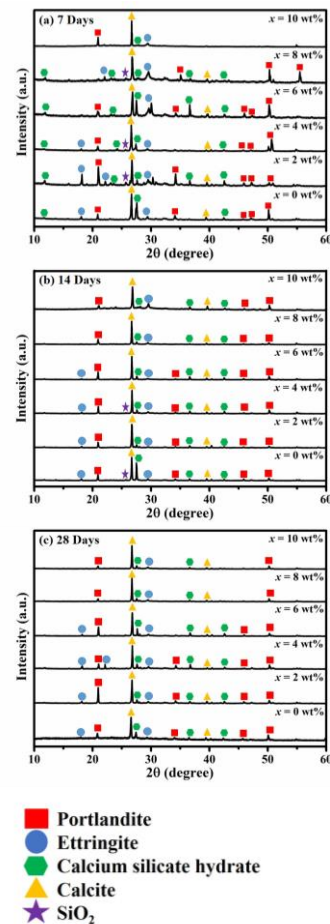 (a) 7 Days
x = 10 wt%
x = 8 wt%
x = 6 wt%
x = 4 wt%
x = 2 wt%
x = 0 wt%
Intensity (a.u.)
10 20 30 40 50 60
2θ (degree)
(b) 14 Days
x = 10 wt%
x = 8 wt%
x = 6 wt%
x = 4 wt%
x = 2 wt%
x = 0 wt%
Intensity (a.u.)
10 20 30 40 50 60
2θ (degree)
(c) 28 Days
x = 10 wt%
x = 8 wt%
x = 6 wt%
x = 4 wt%
x = 2 wt%
x = 0 wt%
Intensity (a.u.)
10 20 30 40 50 60
2θ (degree)
Portlandite
Ettringite
Calcium silicate hydrate
Calcite
SiO₂